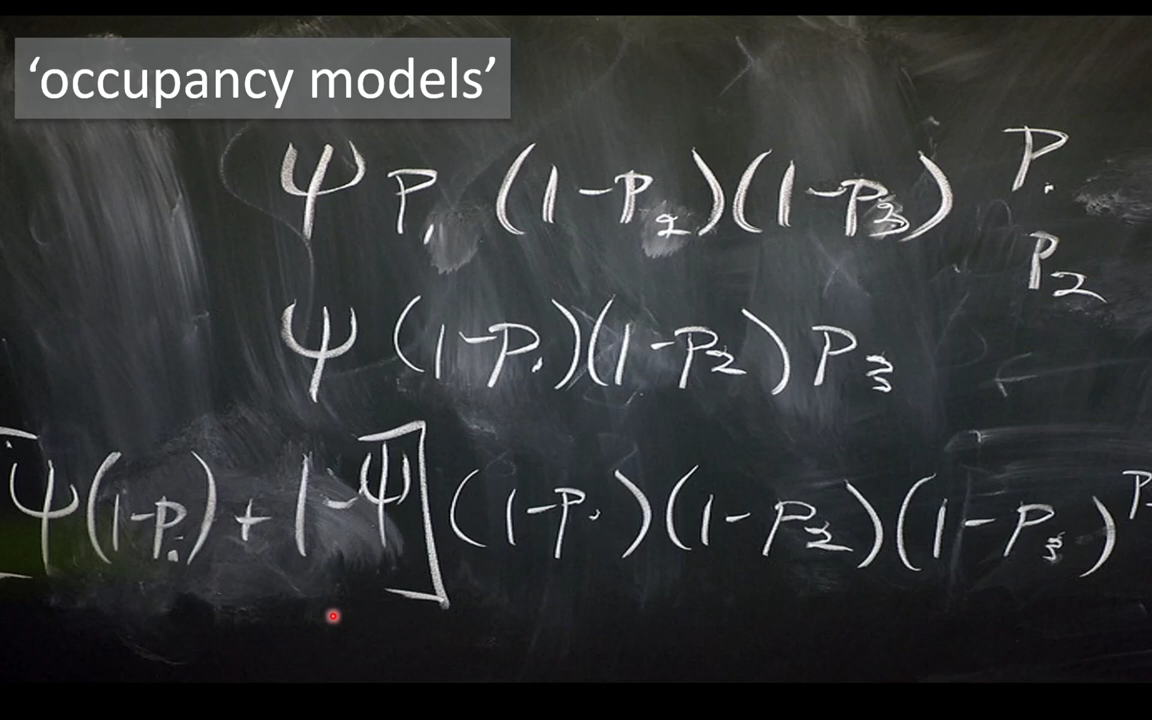 ‘occupancy models’
ψ P₁ (1-P₂)(1-P₃)
P₁
P₂
ψ (1-P₁)(1-P₂) P₃
[ψ(1-P₁) + 1-ψ] (1-P₁)(1-P₂)(1-P₃)